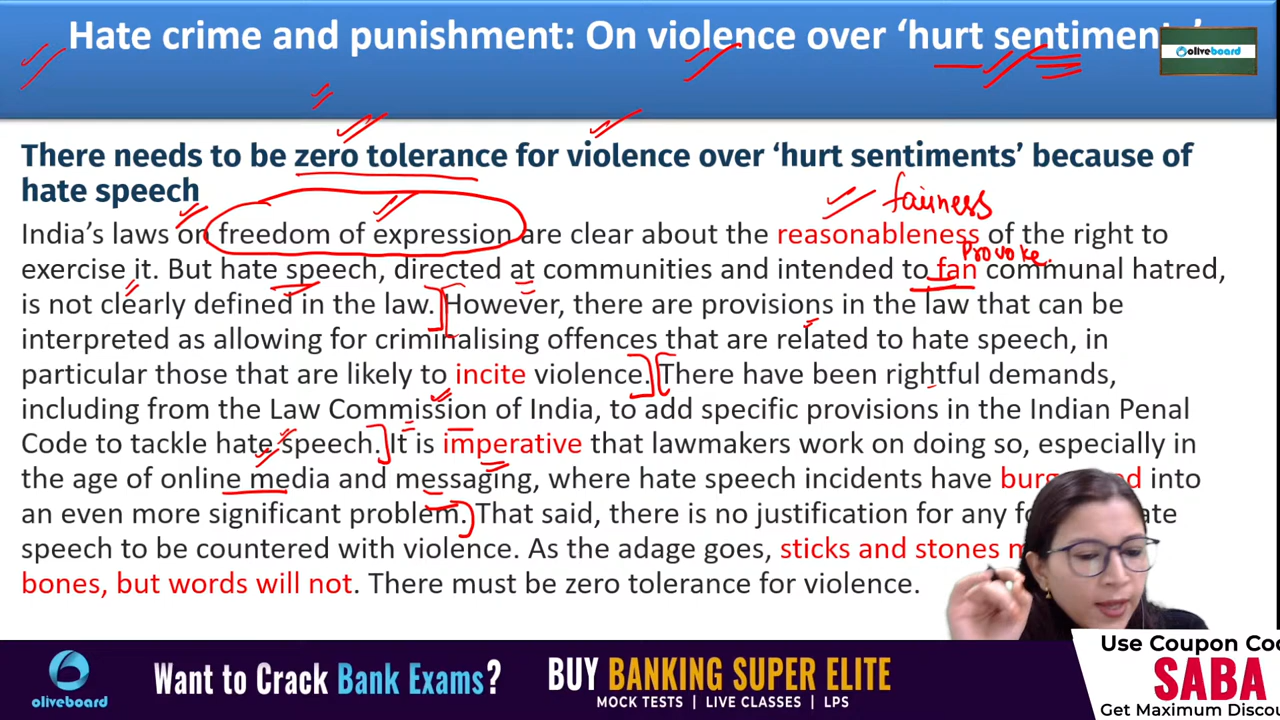 Hate crime and punishment: On violence over ‘hurt sentiment
oliveboard
There needs to be zero tolerance for violence over ‘hurt sentiments’ because of
hate speech
fairness
India’s laws on freedom of expression are clear about the reasonableness of the right to
Provoke
exercise it. But hate speech, directed at communities and intended to fan communal hatred,
is not clearly defined in the law. However, there are provisions in the law that can be
interpreted as allowing for criminalising offences that are related to hate speech, in
particular those that are likely to incite violence. There have been rightful demands,
including from the Law Commission of India, to add specific provisions in the Indian Penal
Code to tackle hate speech. It is imperative that lawmakers work on doing so, especially in
the age of online media and messaging, where hate speech incidents have into
an even more significant problem. That said, there is no justification for any
speech to be countered with violence. As the adage goes, sticks and stones
bones, but words will not. There must be zero tolerance for violence.
oliveboard
Want to Crack Bank Exams?
BUY BANKING SUPER ELITE
MOCK TESTS | LIVE CLASSES | LPS
Use Coupon Co
SABA
Get Maximum Discou